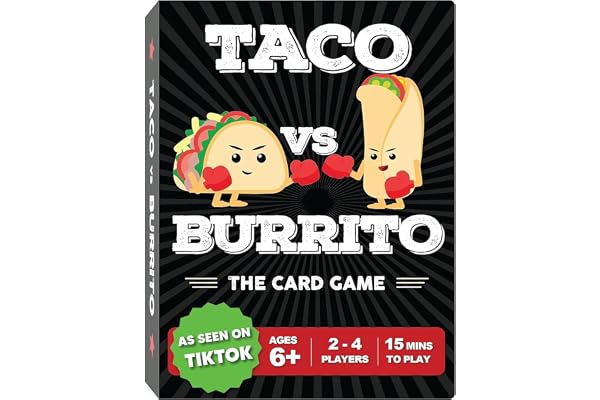 TACO
VS
BURRITO
THE CARD GAME
AS SEEN ON
TIKTOK
AGES
6+
2 - 4
PLAYERS
15 MINS
TO PLAY
TACO VS BURRITO